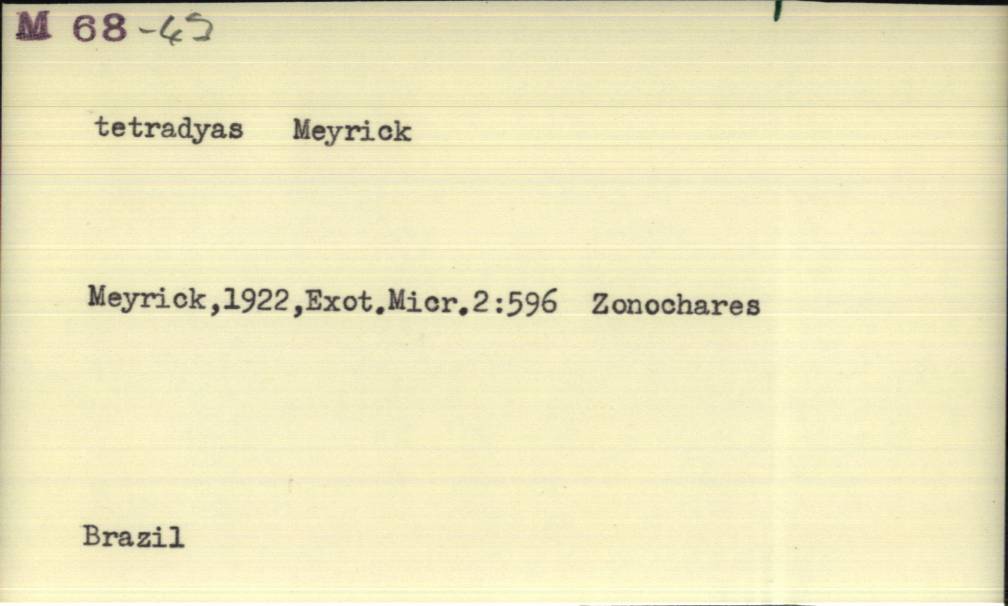 M 68-45
tetradyas Meyrick
Meyrick,1922,Exot.Micr.2:596 Zonochares
Brazil